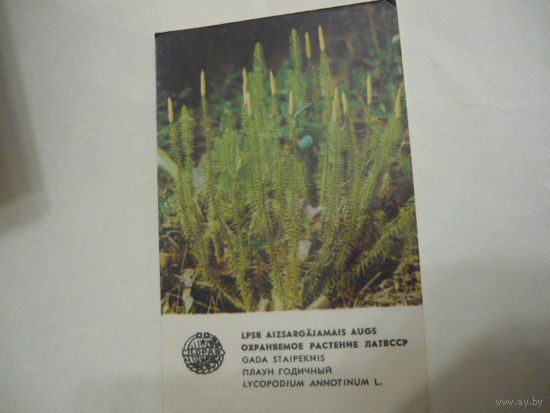 LPSR AIZSARGĀJAMAIS AUGS
ОХРАНЯЕМОЕ РАСТЕНИЕ ЛАТВССР
GADA STAIPEKNIS
ПЛАУН ГОДИЧНЫЙ
LYCOPODIUM ANNOTINUM L.
www.ay.by